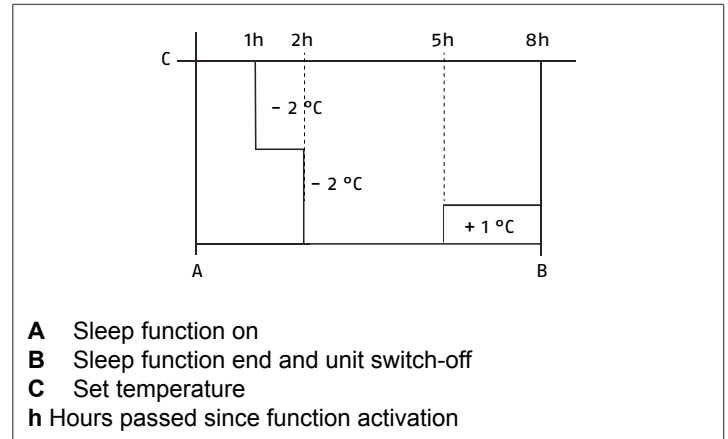 1h 2h 5h 8h
C
– 2 °C
– 2 °C
+ 1 °C
A B
A Sleep function on
B Sleep function end and unit switch-off
C Set temperature
h Hours passed since function activation